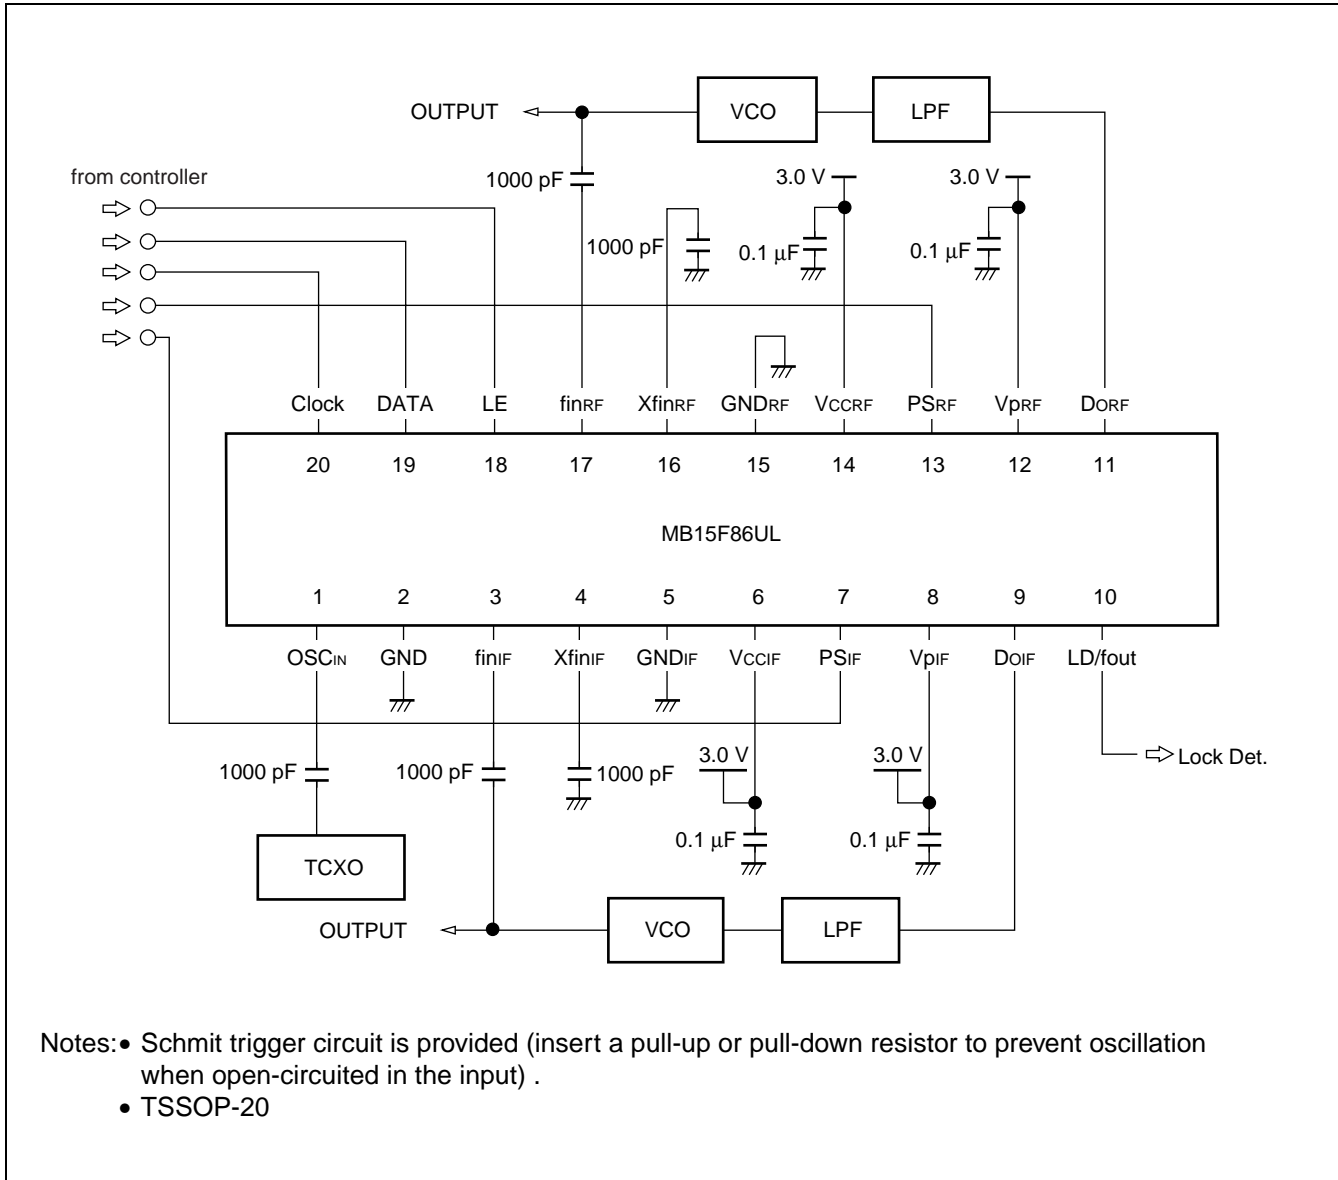 OUTPUT VCO LPF
from controller
1000 pF 3.0 V 3.0 V
1000 pF 0.1 µF 0.1 µF
Clock DATA LE finRF XfinRF GNDRF VCCRF PSRF VpRF DORF
20 19 18 17 16 15 14 13 12 11
MB15F86UL
1 2 3 4 5 6 7 8 9 10
OSCIN GND finIF XfinIF GNDIF VCCIF PSIF VpIF DOIF LD/fout
3.0 V 3.0 V Lock Det.
1000 pF 1000 pF 1000 pF
0.1 µF 0.1 µF
TCXO
OUTPUT VCO LPF
Notes:• Schmit trigger circuit is provided (insert a pull-up or pull-down resistor to prevent oscillation
when open-circuited in the input) .
• TSSOP-20